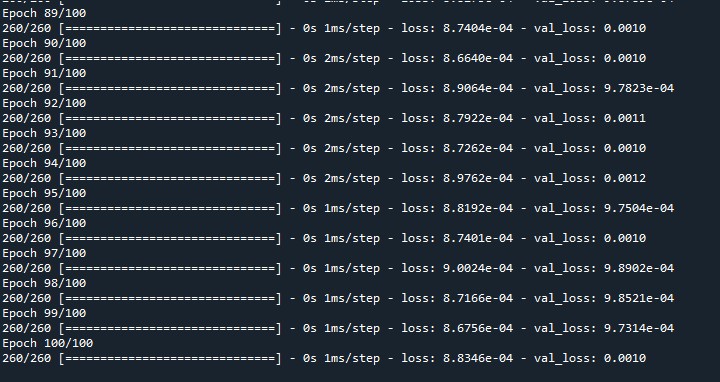 Epoch 89/100
260/260 [==============================] - 0s 1ms/step - loss: 8.7404e-04 - val_loss: 0.0010
Epoch 90/100
260/260 [==============================] - 0s 2ms/step - loss: 8.6640e-04 - val_loss: 0.0010
Epoch 91/100
260/260 [==============================] - 0s 2ms/step - loss: 8.9064e-04 - val_loss: 9.7823e-04
Epoch 92/100
260/260 [==============================] - 0s 2ms/step - loss: 8.7922e-04 - val_loss: 0.0011
Epoch 93/100
260/260 [==============================] - 0s 2ms/step - loss: 8.7262e-04 - val_loss: 0.0010
Epoch 94/100
260/260 [==============================] - 0s 2ms/step - loss: 8.9762e-04 - val_loss: 0.0012
Epoch 95/100
260/260 [==============================] - 0s 1ms/step - loss: 8.8192e-04 - val_loss: 9.7504e-04
Epoch 96/100
260/260 [==============================] - 0s 1ms/step - loss: 8.7401e-04 - val_loss: 0.0010
Epoch 97/100
260/260 [==============================] - 0s 1ms/step - loss: 9.0024e-04 - val_loss: 9.8902e-04
Epoch 98/100
260/260 [==============================] - 0s 1ms/step - loss: 8.7166e-04 - val_loss: 9.8521e-04
Epoch 99/100
260/260 [==============================] - 0s 1ms/step - loss: 8.6756e-04 - val_loss: 9.7314e-04
Epoch 100/100
260/260 [==============================] - 0s 1ms/step - loss: 8.8346e-04 - val_loss: 0.0010